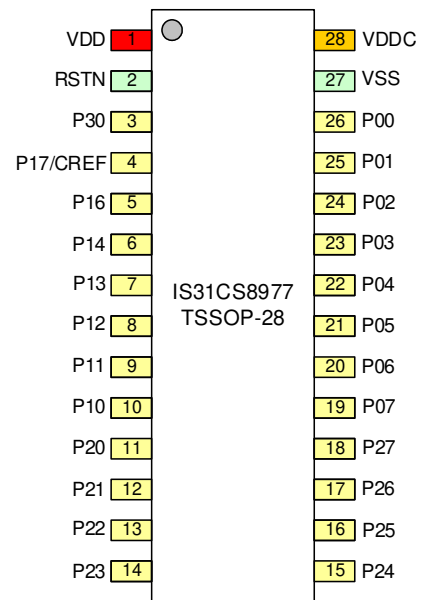 VDD 1 28 VDDC
RSTN 2 27 VSS
P30 3 26 P00
P17/CREF 4 25 P01
P16 5 24 P02
P14 6 23 P03
P13 7 22 P04
IS31CS8977
TSSOP-28
P12 8 21 P05
P11 9 20 P06
P10 10 19 P07
P20 11 18 P27
P21 12 17 P26
P22 13 16 P25
P23 14 15 P24